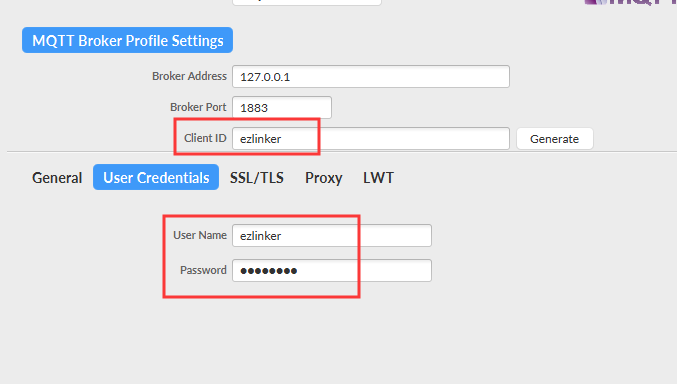 MQTT Broker Profile Settings
Broker Address 127.0.0.1
Broker Port 1883
Client ID ezlinker Generate
General User Credentials SSL/TLS Proxy LWT
User Name ezlinker
Password ●●●●●●●●